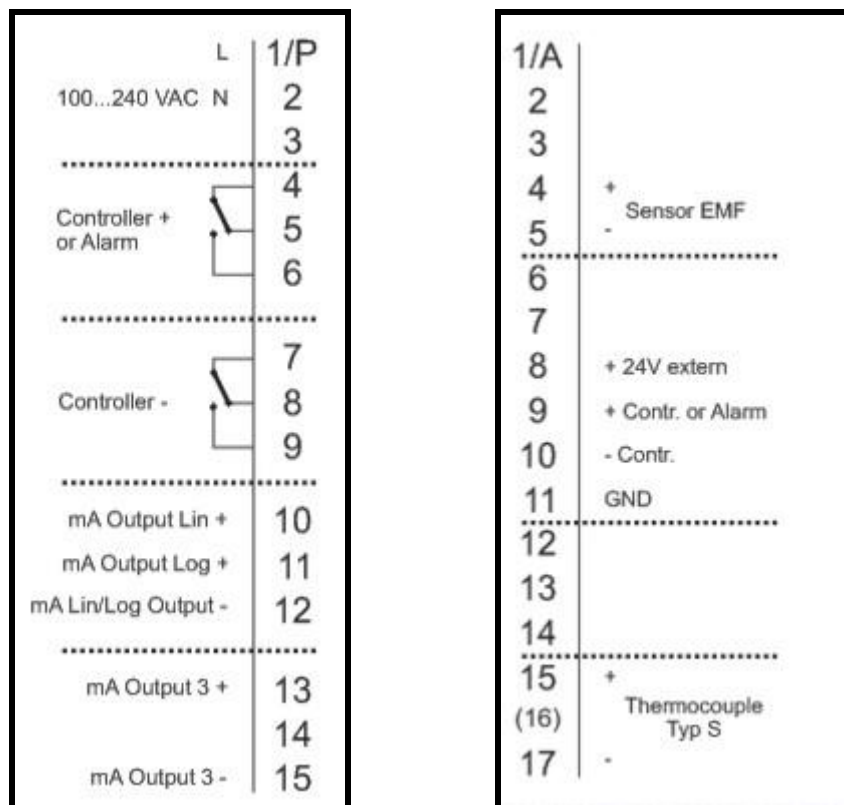 L 1/P
100...240 VAC N 2
3
4
Controller + 5
or Alarm
6
7
Controller - 8
9
mA Output Lin + 10
mA Output Log + 11
mA Lin/Log Output - 12
mA Output 3 + 13
14
mA Output 3 - 15
1/A
2
3
4 +
Sensor EMF
5 -
6
7
8 + 24V extern
9 + Contr. or Alarm
10 - Contr.
11 GND
12
13
14
15 +
Thermocouple
(16)
Typ S
17 -